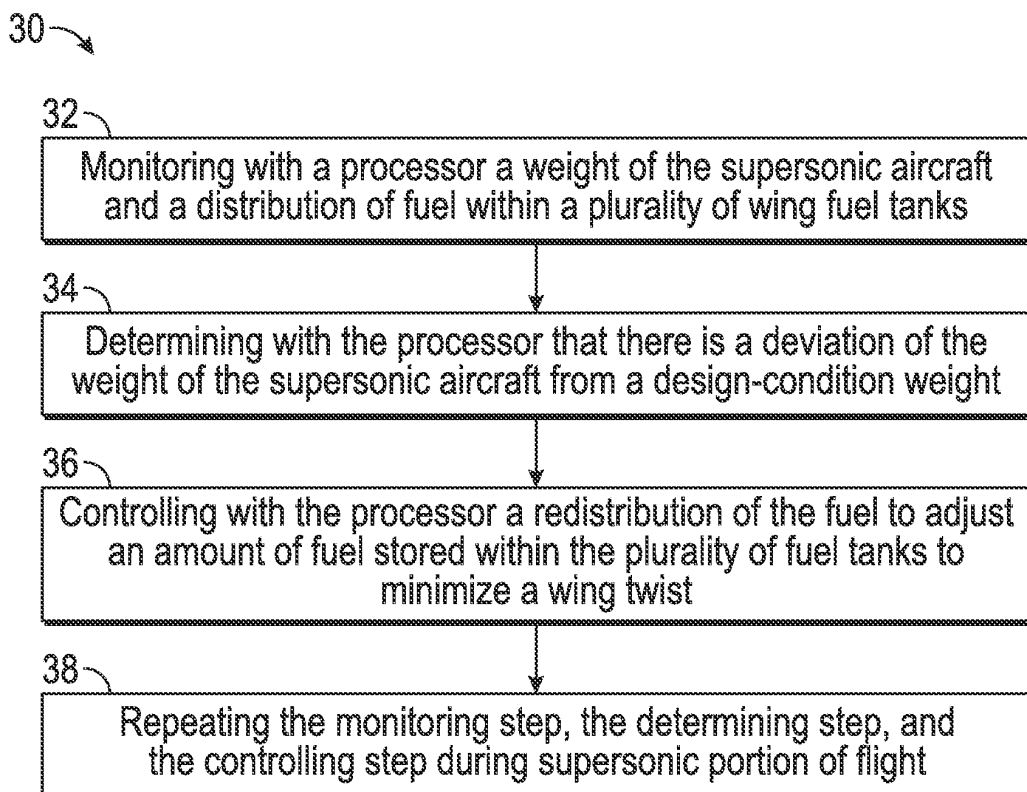 30
32
Monitoring with a processor a weight of the supersonic aircraft
and a distribution of fuel within a plurality of wing fuel tanks
34
Determining with the processor that there is a deviation of the
weight of the supersonic aircraft from a design-condition weight
36
Controlling with the processor a redistribution of the fuel to adjust
an amount of fuel stored within the plurality of fuel tanks to
minimize a wing twist
38
Repeating the monitoring step, the determining step, and
the controlling step during supersonic portion of flight